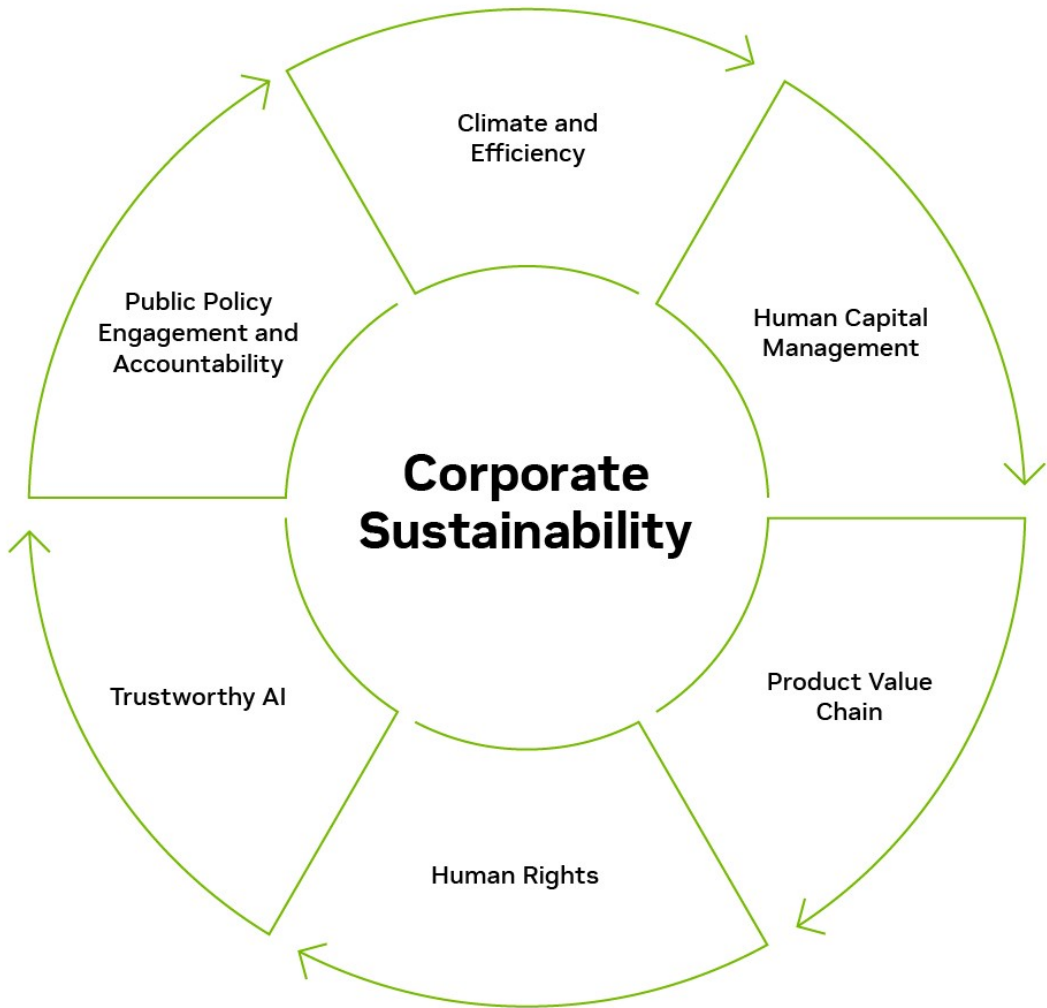 Climate and
Efficiency
Human Capital
Management
Product Value
Chain
Human Rights
Trustworthy AI
Public Policy
Engagement and
Accountability
Corporate
Sustainability